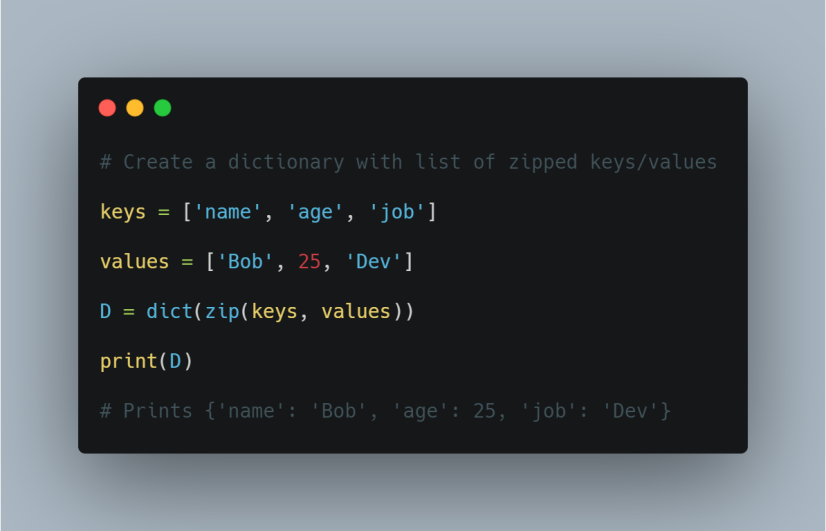 # Create a dictionary with list of zipped keys/values
keys = ['name', 'age', 'job']
values = ['Bob', 25, 'Dev']
D = dict(zip(keys, values))
print(D)
# Prints {'name': 'Bob', 'age': 25, 'job': 'Dev'}